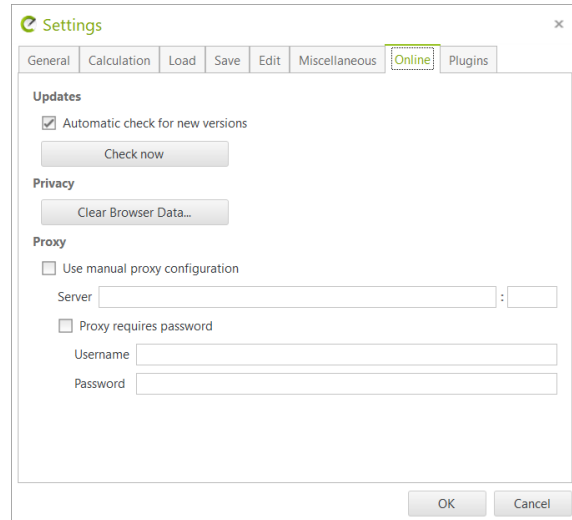 Settings
General Calculation Load Save Edit Miscellaneous Online Plugins
Updates
Automatic check for new versions
Check now
Privacy
Clear Browser Data...
Proxy
Use manual proxy configuration
Server :
Proxy requires password
Username
Password
OK Cancel